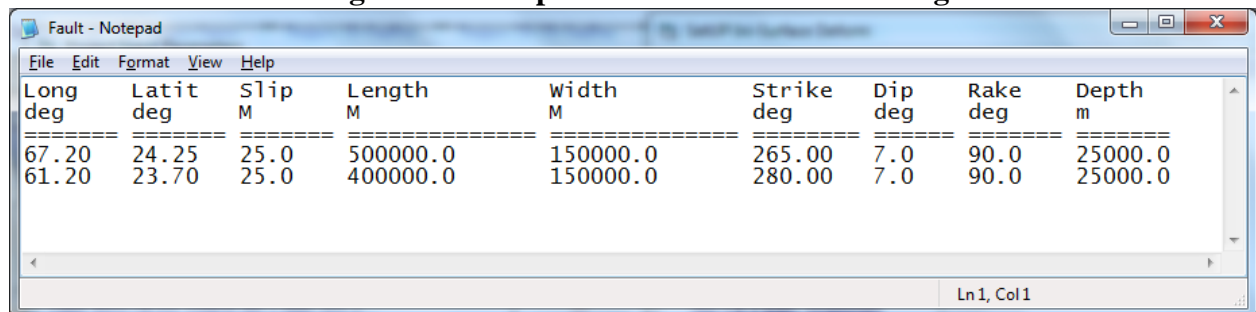 Fault - Notepad
File Edit Format View Help
Long Latit Slip Length Width Strike Dip Rake Depth
deg deg M M M deg deg deg m
======= ======= ======= ============== ============== ======== ====== ======= =======
67.20 24.25 25.0 500000.0 150000.0 265.00 7.0 90.0 25000.0
61.20 23.70 25.0 400000.0 150000.0 280.00 7.0 90.0 25000.0
Ln 1, Col 1